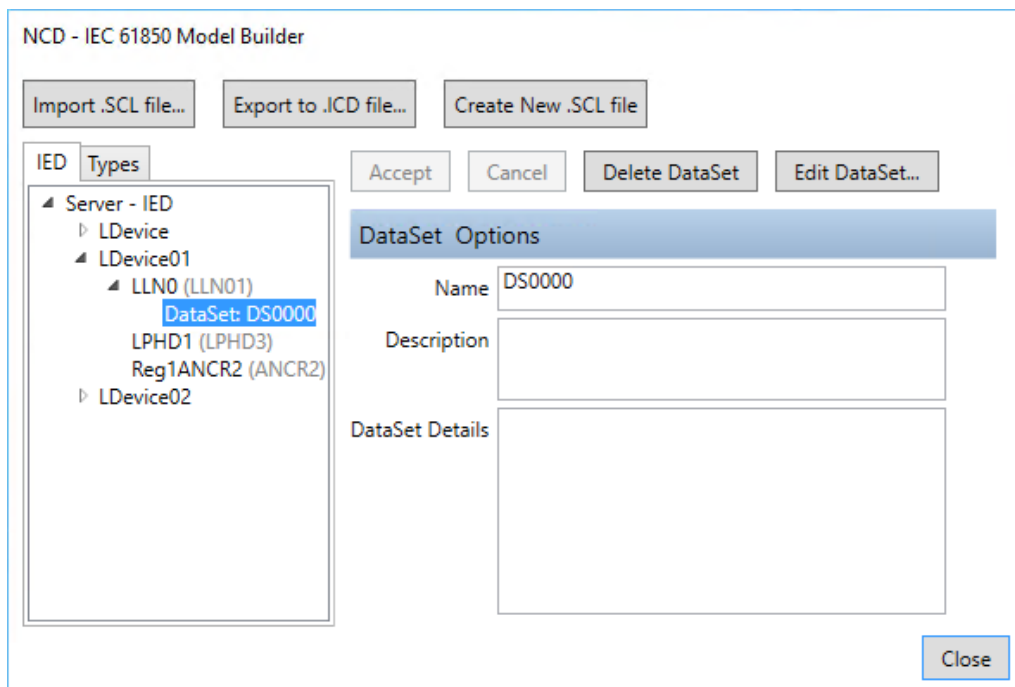 NCD - IEC 61850 Model Builder
Import .SCL file...
Export to .ICD file...
Create New .SCL file
IED
Types
Accept
Cancel
Delete DataSet
Edit DataSet...
Server - IED
LDevice
LDevice01
LLN0 (LLN01)
DataSet: DS0000
LPHD1 (LPHD3)
Reg1ANCR2 (ANCR2)
LDevice02
DataSet Options
Name
DS0000
Description
DataSet Details
Close